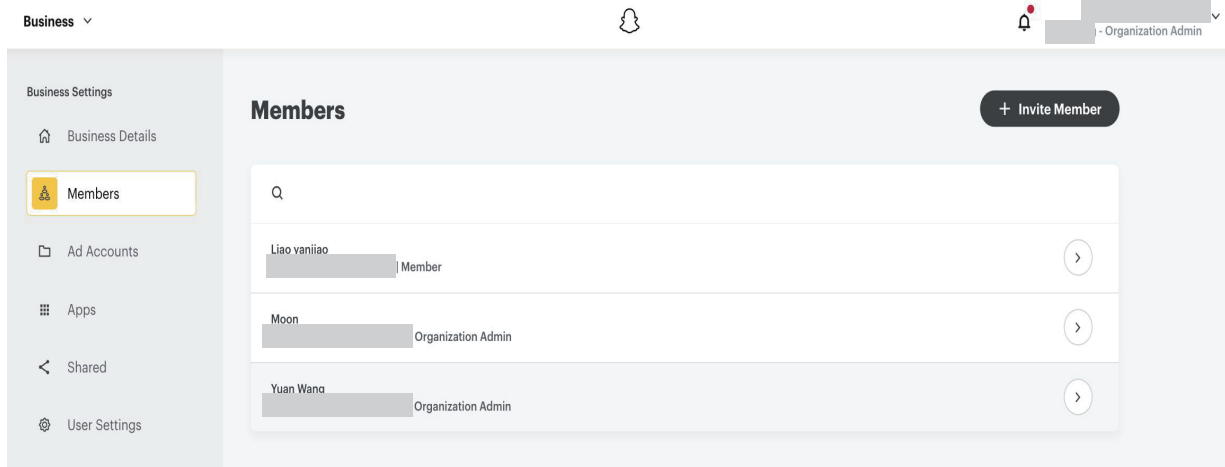 Business
- Organization Admin
Business Settings
Business Details
Members
Ad Accounts
Apps
Shared
User Settings
Members
+ Invite Member
Liao yanjiao
| Member
Moon
Organization Admin
Yuan Wang
Organization Admin